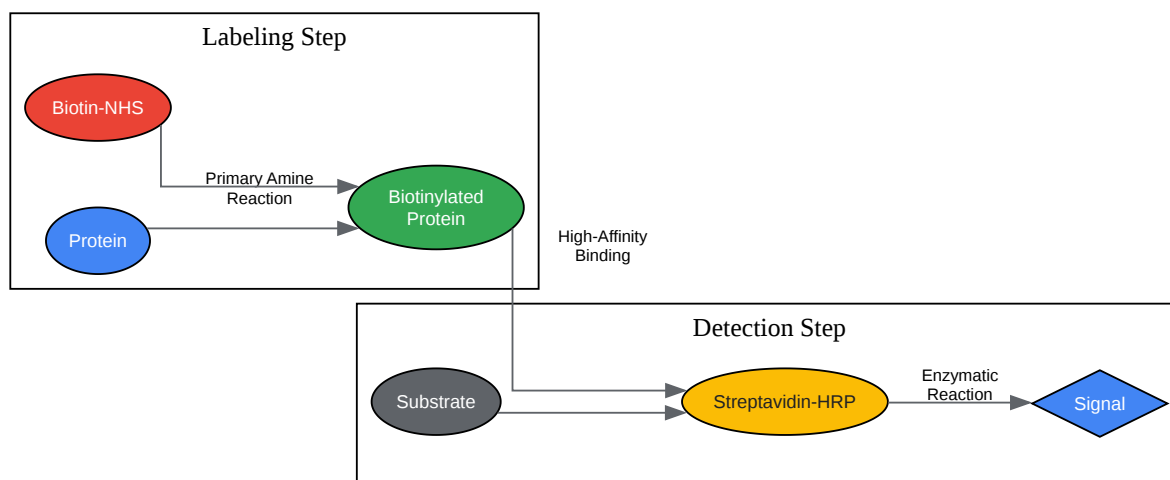 Labeling Step
Biotin-NHS
Primary Amine
Reaction
Biotinylated
Protein
Protein
High-Affinity
Binding
Detection Step
Substrate
Streptavidin-HRP
Enzymatic
Reaction
Signal